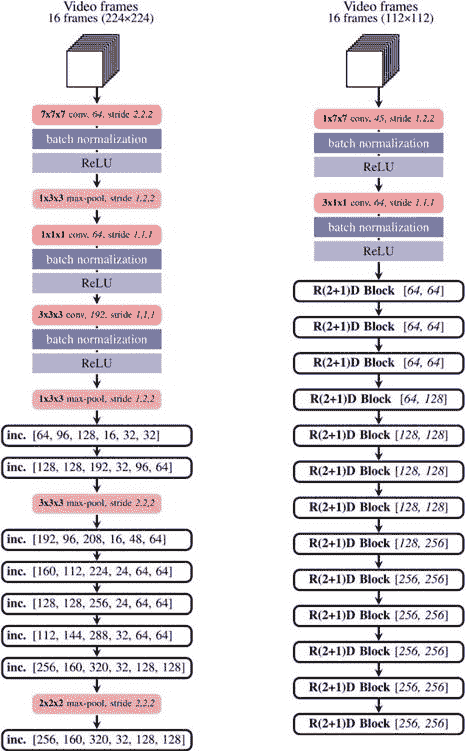 Video frames
16 frames (224×224)
7x7x7 conv. 64, stride 2,2,2
batch normalization
ReLU
1x3x3 max-pool, stride 1,2,2
1x1x1 conv. 64, stride 1,1,1
batch normalization
ReLU
3x3x3 conv, 192, stride 1,1,1
batch normalization
ReLU
1x3x3 max-pool, stride 1,2,2
inc. [64, 96, 128, 16, 32, 32]
inc. [128, 128, 192, 32, 96, 64]
3x3x3 max-pool, stride 2,2,2
inc. [192, 96, 208, 16, 48, 64]
inc. [160, 112, 224, 24, 64, 64]
inc. [128, 128, 256, 24, 64, 64]
inc. [112, 144, 288, 32, 64, 64]
inc. [256, 160, 320, 32, 128, 128]
2x2x2 max-pool, stride 2,2,2
inc. [256, 160, 320, 32, 128, 128]
Video frames
16 frames (112×112)
1x7x7 conv. 45, stride 1,2,2
batch normalization
ReLU
3x1x1 conv. 64, stride 1,1,1
batch normalization
ReLU
R(2+1)D Block [64, 64]
R(2+1)D Block [64, 64]
R(2+1)D Block [64, 64]
R(2+1)D Block [64, 128]
R(2+1)D Block [128, 128]
R(2+1)D Block [128, 128]
R(2+1)D Block [128, 128]
R(2+1)D Block [128, 256]
R(2+1)D Block [256, 256]
R(2+1)D Block [256, 256]
R(2+1)D Block [256, 256]
R(2+1)D Block [256, 256]
R(2+1)D Block [256, 256]